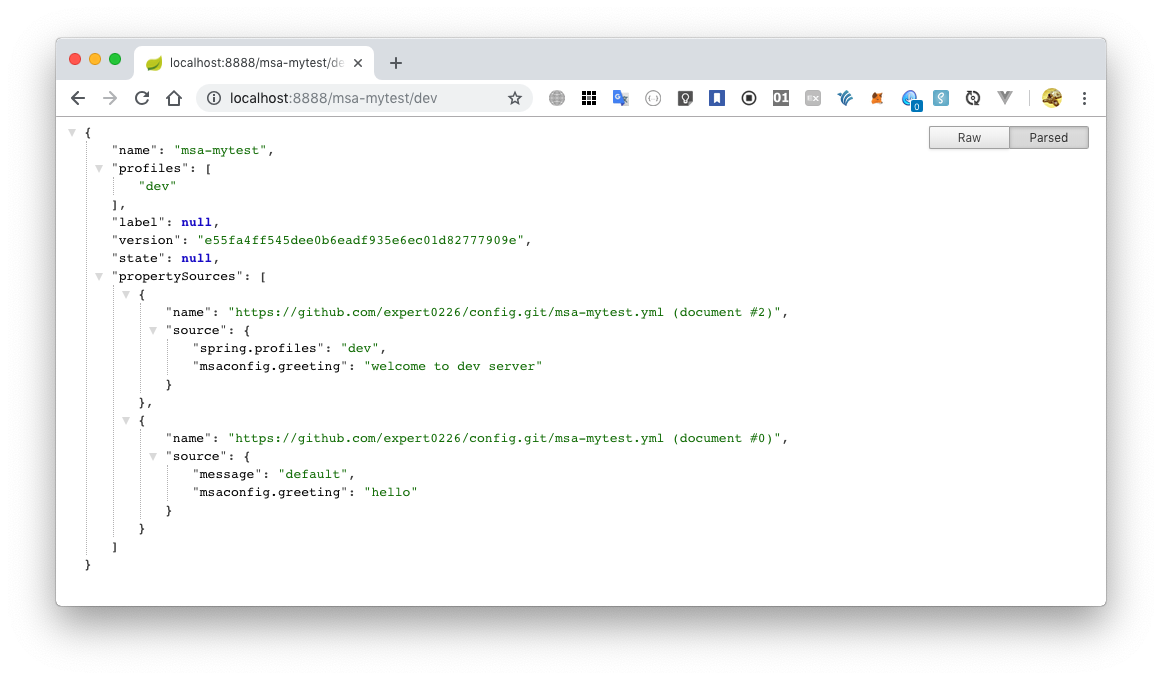 localhost:8888/msa-mytest/de
localhost:8888/msa-mytest/dev
01
EX
0
Raw
Parsed
{
"name": "msa-mytest",
"profiles": [
"dev"
],
"label": null,
"version": "e55fa4ff545dee0b6eadf935e6ec01d82777909e",
"state": null,
"propertySources": [
{
"name": "https://github.com/expert0226/config.git/msa-mytest.yml (document #2)",
"source": {
"spring.profiles": "dev",
"msaconfig.greeting": "welcome to dev server"
}
},
{
"name": "https://github.com/expert0226/config.git/msa-mytest.yml (document #0)",
"source": {
"message": "default",
"msaconfig.greeting": "hello"
}
}
]
}